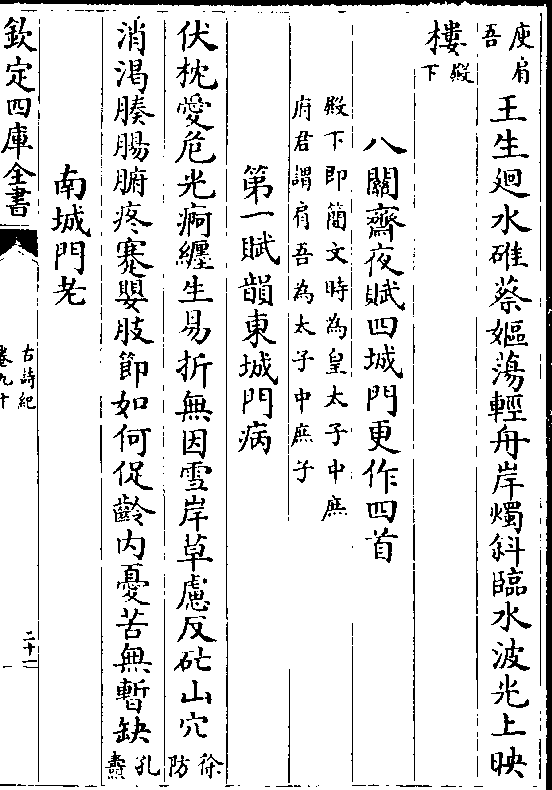 庾肩吾王生廻水碓蔡嫗蕩輕舟岸燭斜臨水波光上映
樓殿下
八關齋夜賦四城門更作四首
殿下即簡文時為皇太子中庶
府君謂肩吾為太子中庶子
第一賦韻東城門病
伏枕愛危光痾纏生易折無因雪岸草慮反山穴徐防
消渴腠腸腑疼蹇嬰肢節如何促齡內憂苦無暫缺孔燾
南城門老
欽定四庫全書
古詩紀
卷九十
二十一